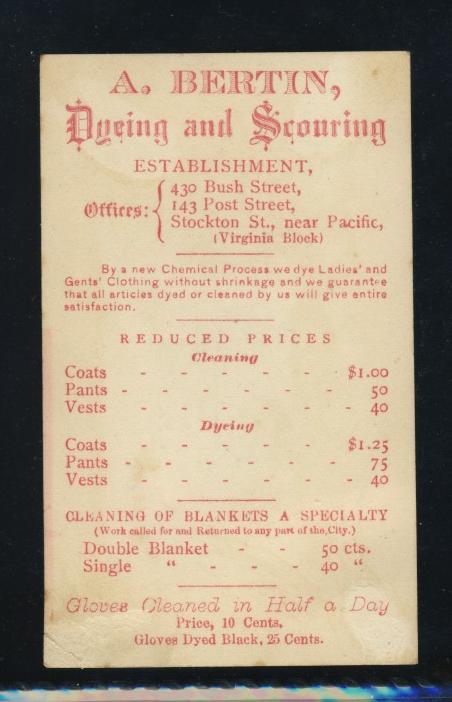 A. BERTIN,
Dyeing and Scouring
ESTABLISHMENT,
Offices: { 430 Bush Street,
143 Post Street,
Stockton St., near Pacific,
(Virginia Block)
By a new Chemical Process we dye Ladies' and
Gents' Clothing without shrinkage and we guarantee
that all articles dyed or cleaned by us will give entire
satisfaction.
REDUCED PRICES
Cleaning
Coats - - - - - - $1.00
Pants - - - - - - - 50
Vests - - - - - - - 40
Dyeing
Coats - - - - - - $1.25
Pants - - - - - - 75
Vests - - - - - - - 40
CLEANING OF BLANKETS A SPECIALTY
(Work called for and Returned to any part of the City.)
Double Blanket - - 50 cts.
Single " - - - 40 "
Gloves Cleaned in Half a Day
Price, 10 Cents,
Gloves Dyed Black, 25 Cents.